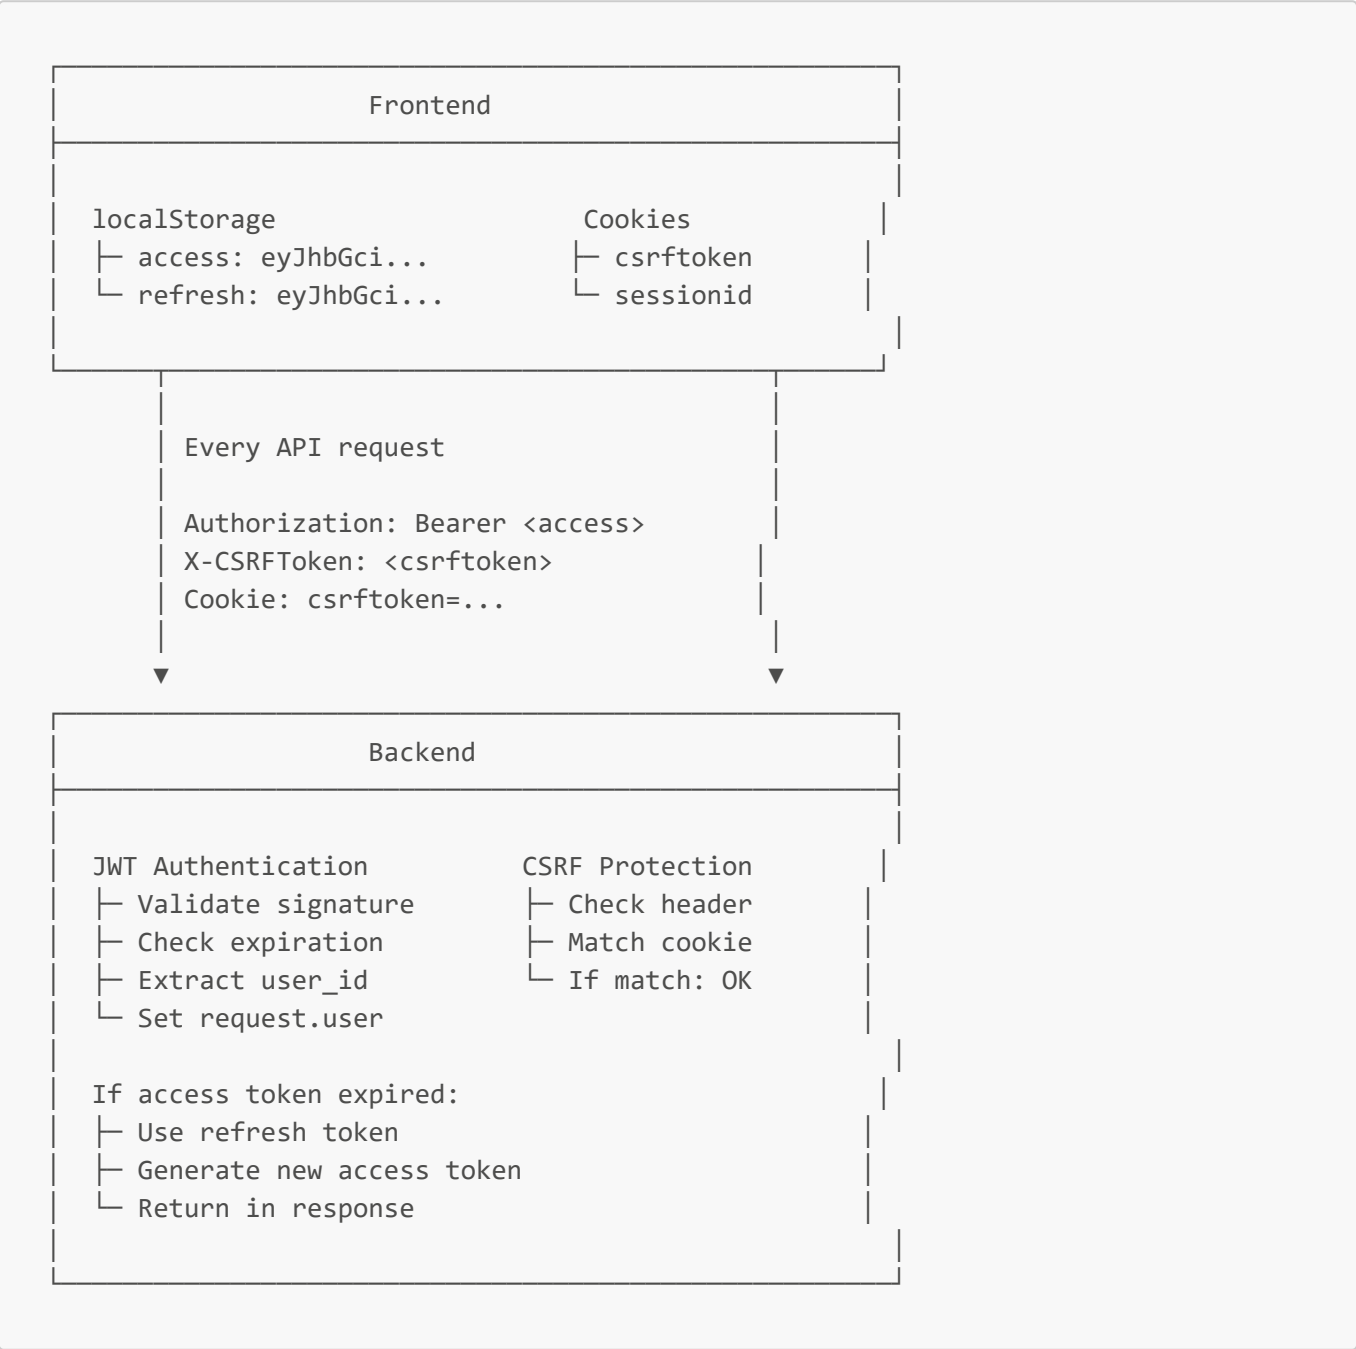 Frontend
localStorage                    Cookies
├─ access: eyJhbGci...         ├─ csrftoken
└─ refresh: eyJhbGci...        └─ sessionid
Every API request
Authorization: Bearer <access>
X-CSRFToken: <csrftoken>
Cookie: csrftoken=...
Backend
JWT Authentication          CSRF Protection
├─ Validate signature       ├─ Check header
├─ Check expiration         ├─ Match cookie
├─ Extract user_id          └─ If match: OK
└─ Set request.user
If access token expired:
├─ Use refresh token
├─ Generate new access token
└─ Return in response